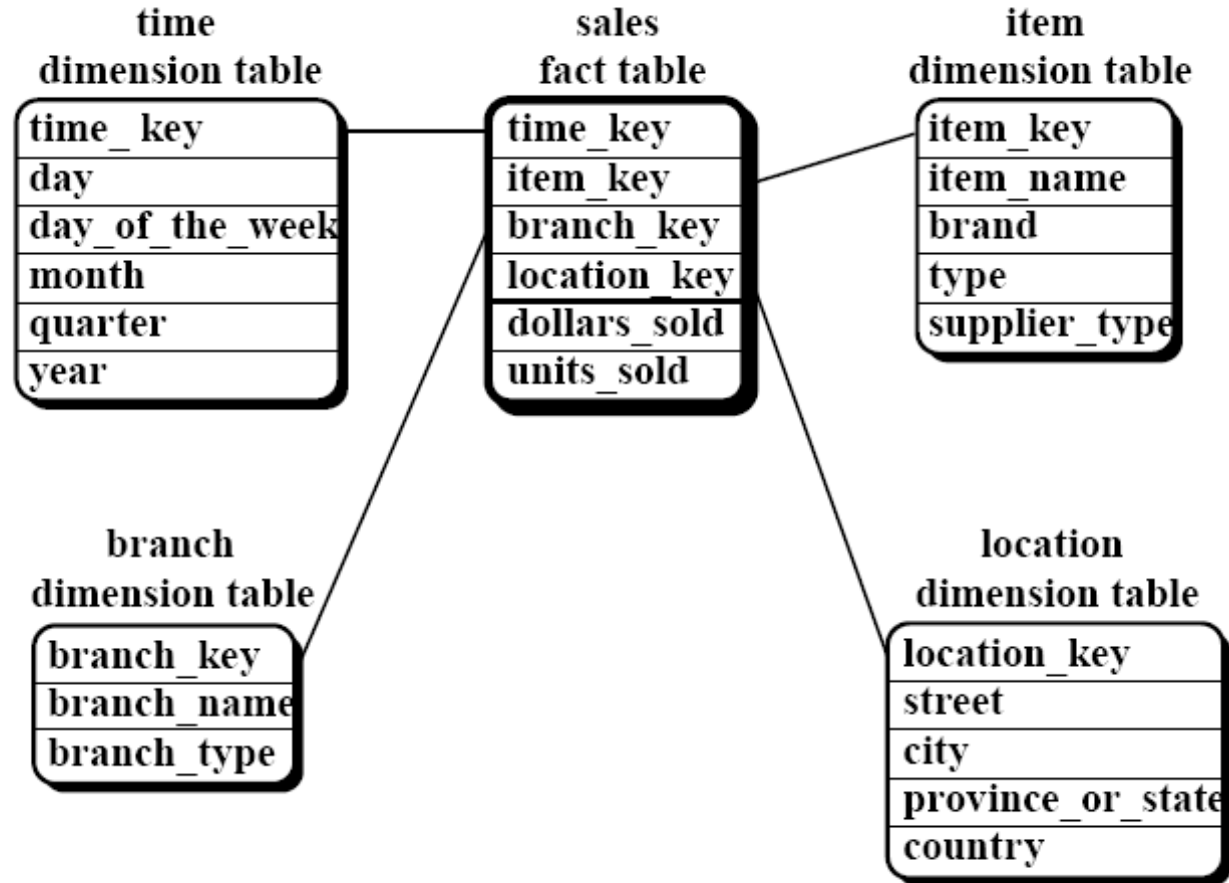 time
dimension table
time_ key
day
day_of_the_week
month
quarter
year
sales
fact table
time_key
item_key
branch_key
location_key
dollars_sold
units_sold
item
dimension table
item_key
item_name
brand
type
supplier_type
branch
dimension table
branch_key
branch_name
branch_type
location
dimension table
location_key
street
city
province_or_state
country